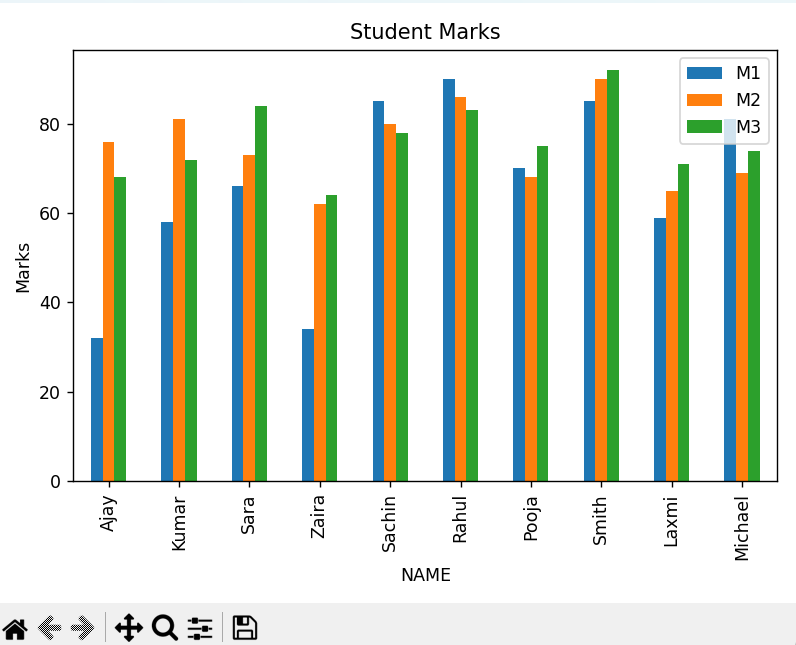 Student Marks
M1
M2
M3
80
60
40
20
0
Marks
Ajay
Kumar
Sara
Zaira
Sachin
Rahul
Pooja
Smith
Laxmi
Michael
NAME